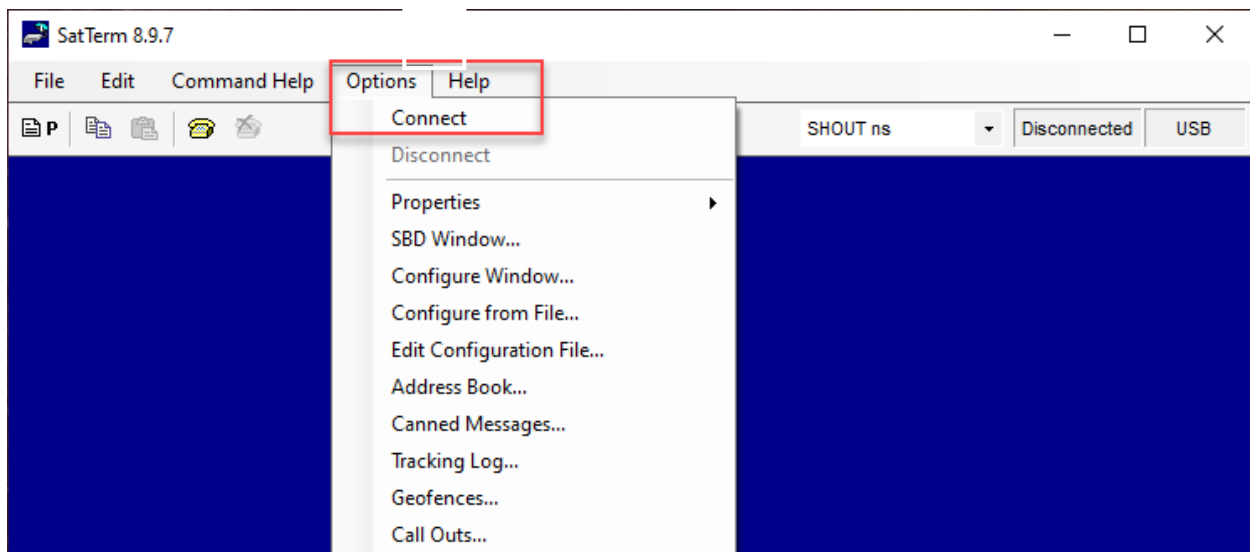 SatTerm 8.9.7
File Edit Command Help Options Help
P SHOUT ns Disconnected USB
Connect
Disconnect
Properties
SBD Window...
Configure Window...
Configure from File...
Edit Configuration File...
Address Book...
Canned Messages...
Tracking Log...
Geofences...
Call Outs...